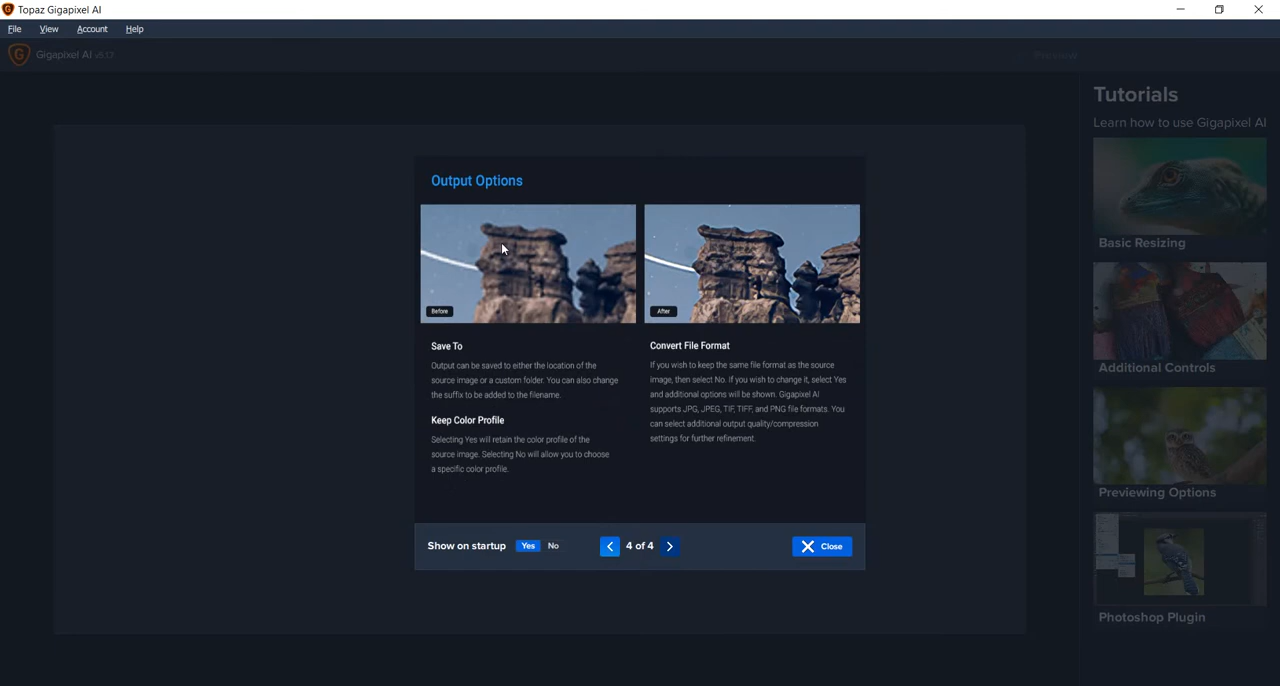 Topaz Gigapixel AI
File View Account Help
Gigapixel AI v5.1.2
Preview
Tutorials
Learn how to use Gigapixel AI
Basic Resizing
Additional Controls
Previewing Options
Photoshop Plugin
Output Options
Before
After
Save To
Output can be saved to either the location of the
source image or a custom folder. You can also change
the suffix to be added to the filename.
Keep Color Profile
Selecting Yes will retain the color profile of the
source image. Selecting No will allow you to choose
a specific color profile.
Convert File Format
If you wish to keep the same file format as the source
image, then select No. If you wish to change it, select Yes
and additional options will be shown. Gigapixel AI
supports JPG, JPEG, TIF, TIFF, and PNG file formats. You
can select additional output quality/compression
settings for further refinement.
Show on startup Yes No
4 of 4
Close